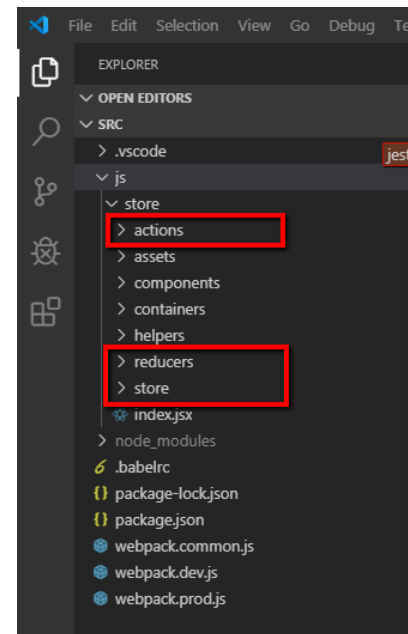 File Edit Selection View Go Debug Te
EXPLORER
OPEN EDITORS
SRC
.vscode
jest
js
store
actions
assets
components
containers
helpers
reducers
store
index.jsx
node_modules
.babelrc
package-lock.json
package.json
webpack.common.js
webpack.dev.js
webpack.prod.js